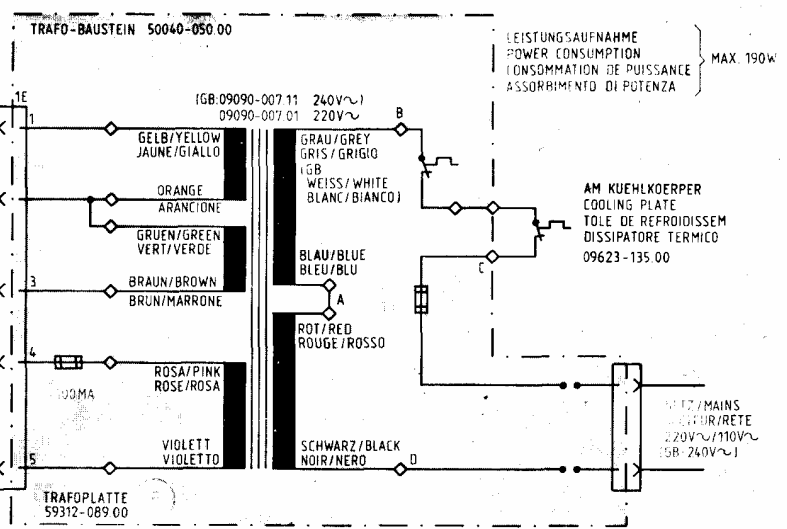 TRAFO-BAUSTEIN 50040-050.00
LEISTUNGSAUFNAHME
POWER CONSUMPTION
CONSOMMATION DE PUISSANCE
ASSORBIMENTO DI POTENZA
MAX. 190W
1E
(GB:09090-007.11 240V~)
09090-007.01 220V~
1
GELB/YELLOW
JAUNE/GIALLO
ORANGE
ARANCIONE
GRUEN/GREEN
VERT/VERDE
3
BRAUN/BROWN
BRUN/MARRONE
4
ROSA/PINK
ROSE/ROSA
5
VIOLETT
VIOLETTO
TRAFOPLATTE
59312-089.00
B
GRAU/GREY
GRIS/GRIGIO
(GB
WEISS/WHITE
BLANC/BIANCO)
BLAU/BLUE
BLEU/BLU
A
ROT/RED
ROUGE/ROSSO
SCHWARZ/BLACK
NOIR/NERO
D
C
AM KUEHLKOERPER
COOLING PLATE
TOLE DE REFROIDISSEM
DISSIPATORE TERMICO
09623-135.00
/MAINS
/RETE
220V~/110V~
(GB-240V~)